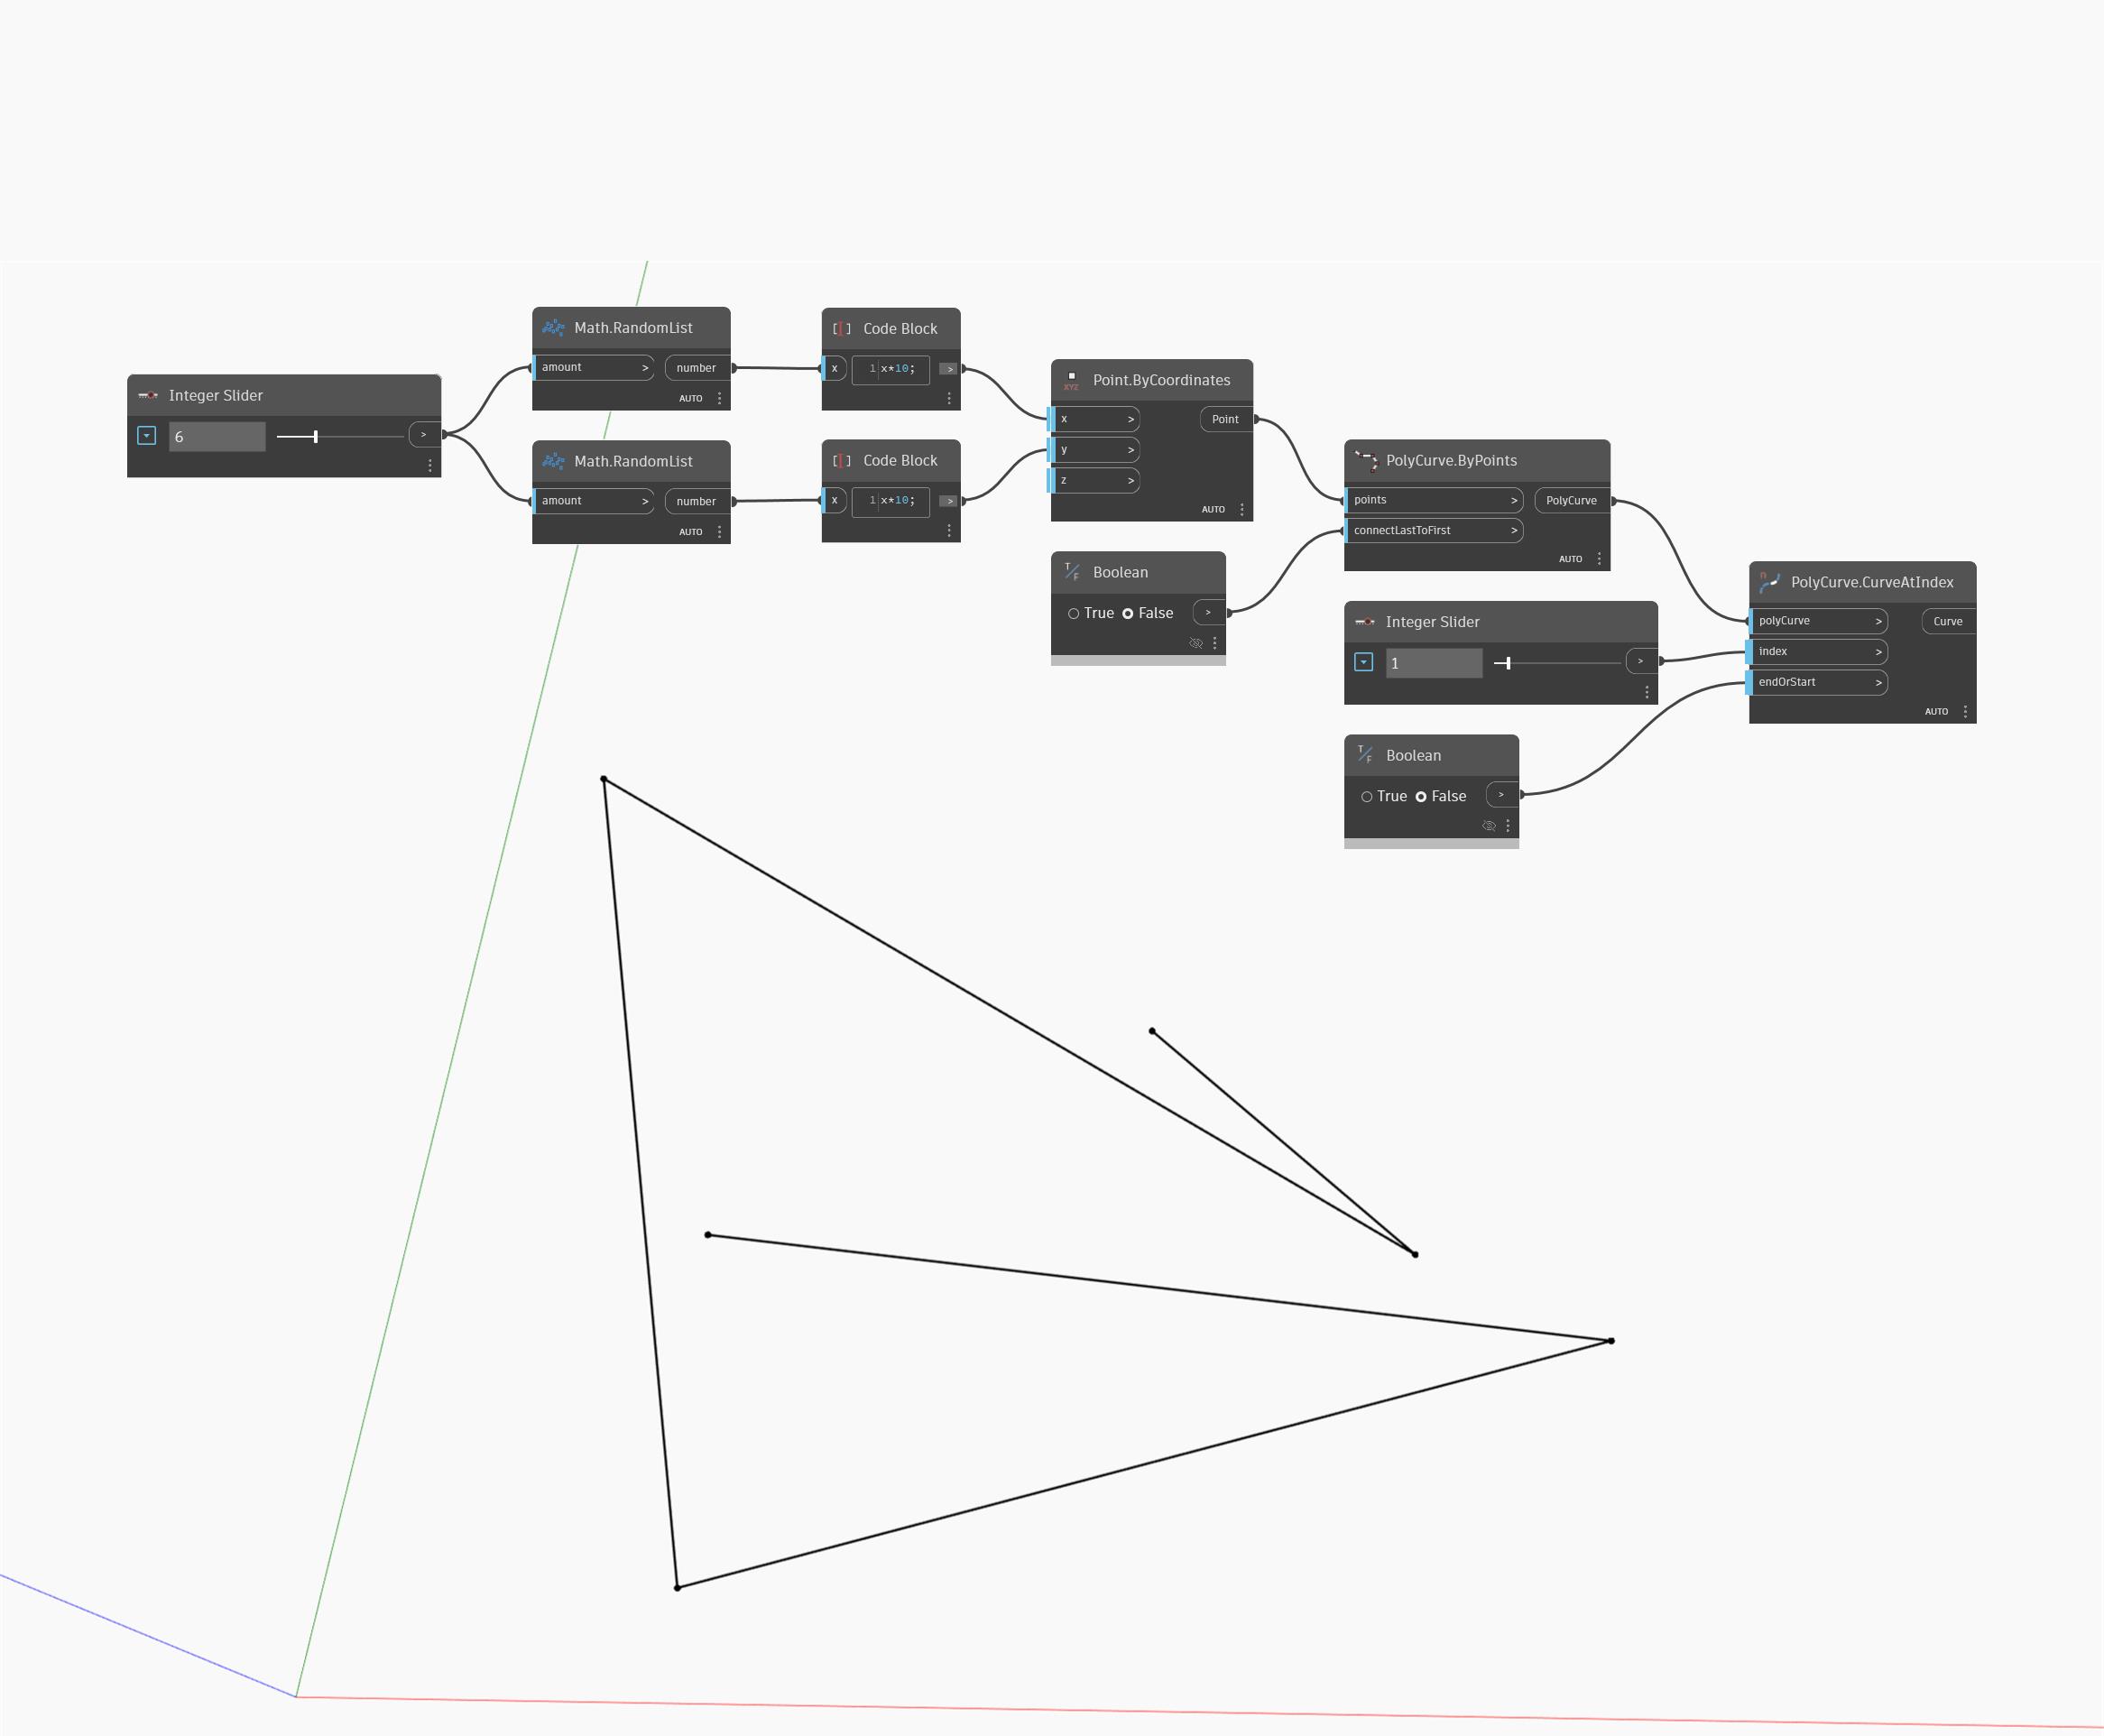 Integer Slider
6
>
Math.RandomList
amount > number
AUTO
Math.RandomList
amount > number
AUTO
[ ] Code Block
x 1 x*10; >
[ ] Code Block
x 1 x*10; >
XYZ Point.ByCoordinates
x > Point
y >
z >
AUTO
T/F Boolean
True False >
PolyCurve.ByPoints
points > PolyCurve
connectLastToFirst >
AUTO
Integer Slider
1 >
T/F Boolean
True False >
n PolyCurve.CurveAtIndex
polyCurve > Curve
index >
endOrStart >
AUTO